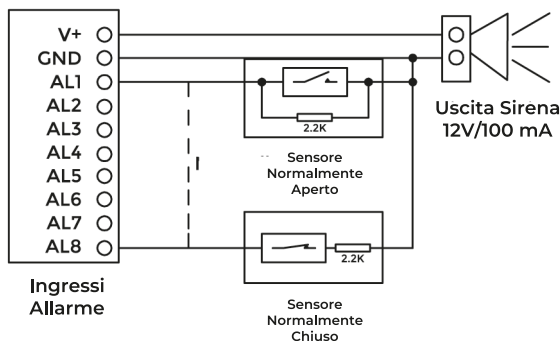 V+
GND
AL1
AL2
AL3
AL4
AL5
AL6
AL7
AL8
Ingressi
Allarme
2.2K
Sensore
Normalmente
Aperto
2.2K
Sensore
Normalmente
Chiuso
Uscita Sirena
12V/100 mA